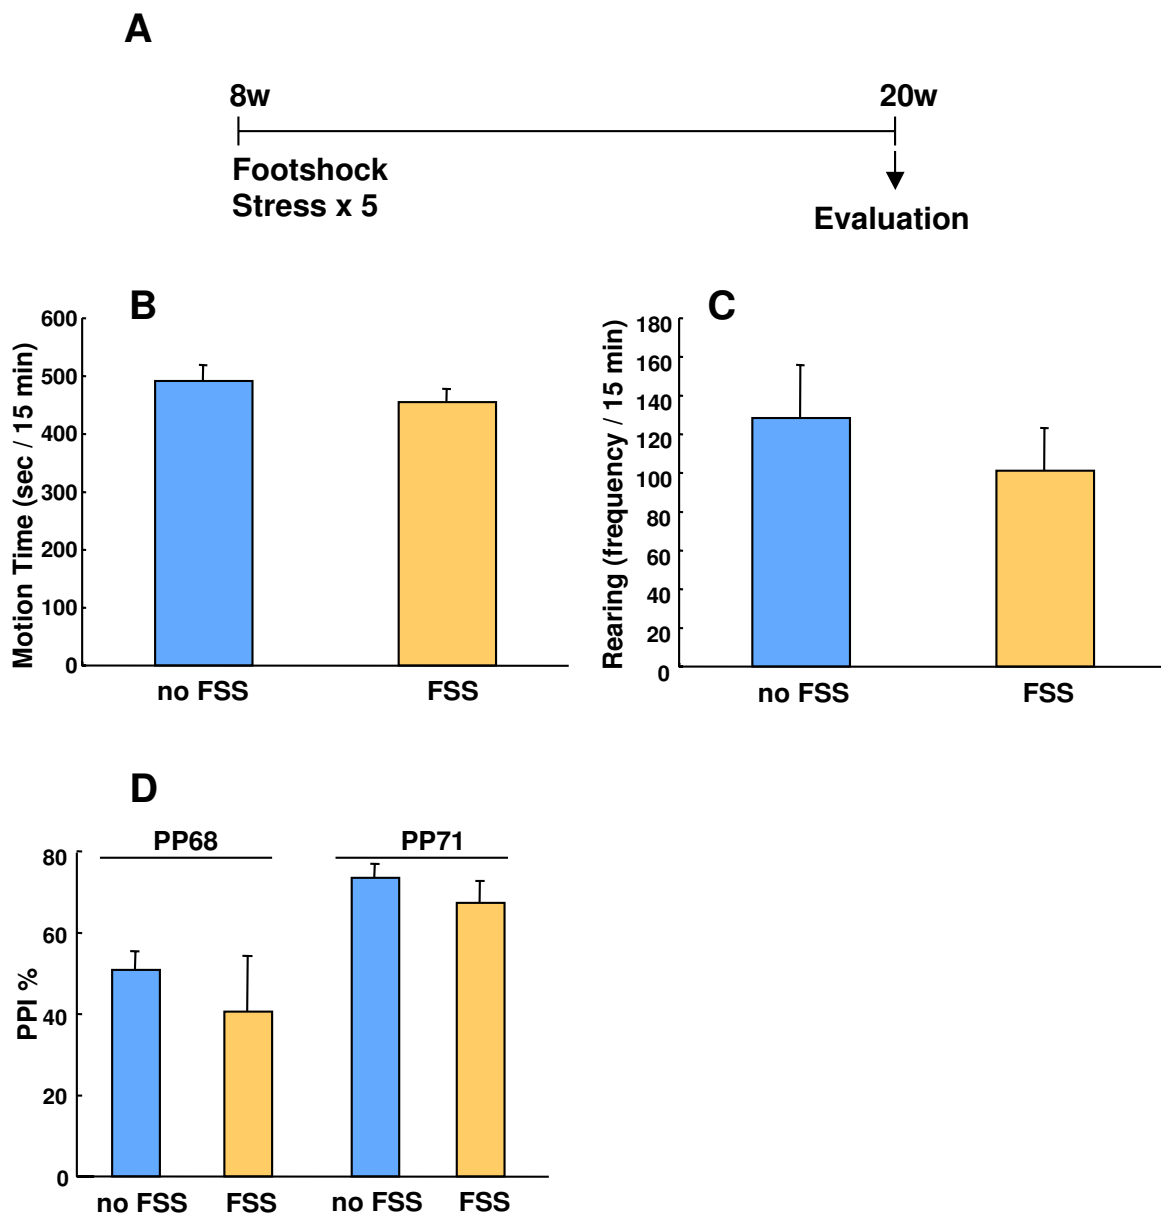 A
8w
20w
Footshock
Stress x 5
Evaluation
B
Motion Time (sec / 15 min)
600
500
400
300
200
100
0
no FSS
FSS
C
Rearing (frequency / 15 min)
180
160
140
120
100
80
60
40
20
0
no FSS
FSS
D
PP68
PP71
PPI %
80
60
40
20
0
no FSS
FSS
no FSS
FSS